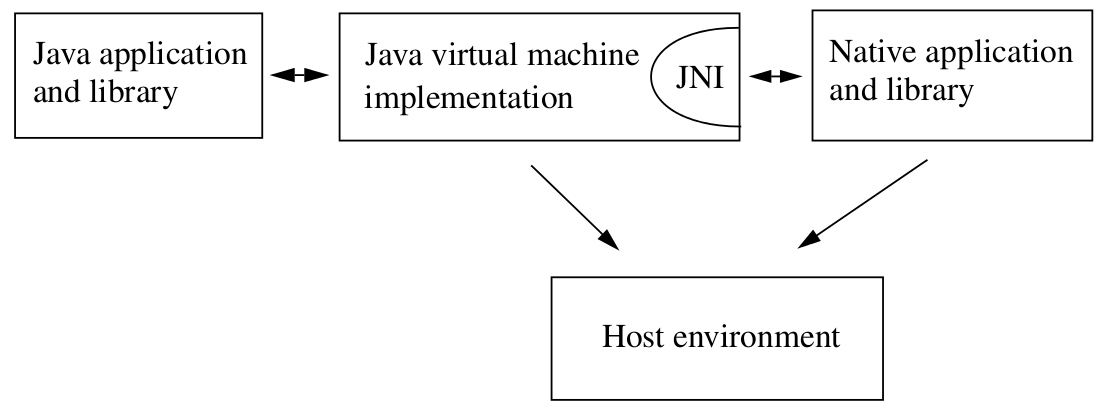 Java application
and library
Java virtual machine
implementation
JNI
Native application
and library
Host environment